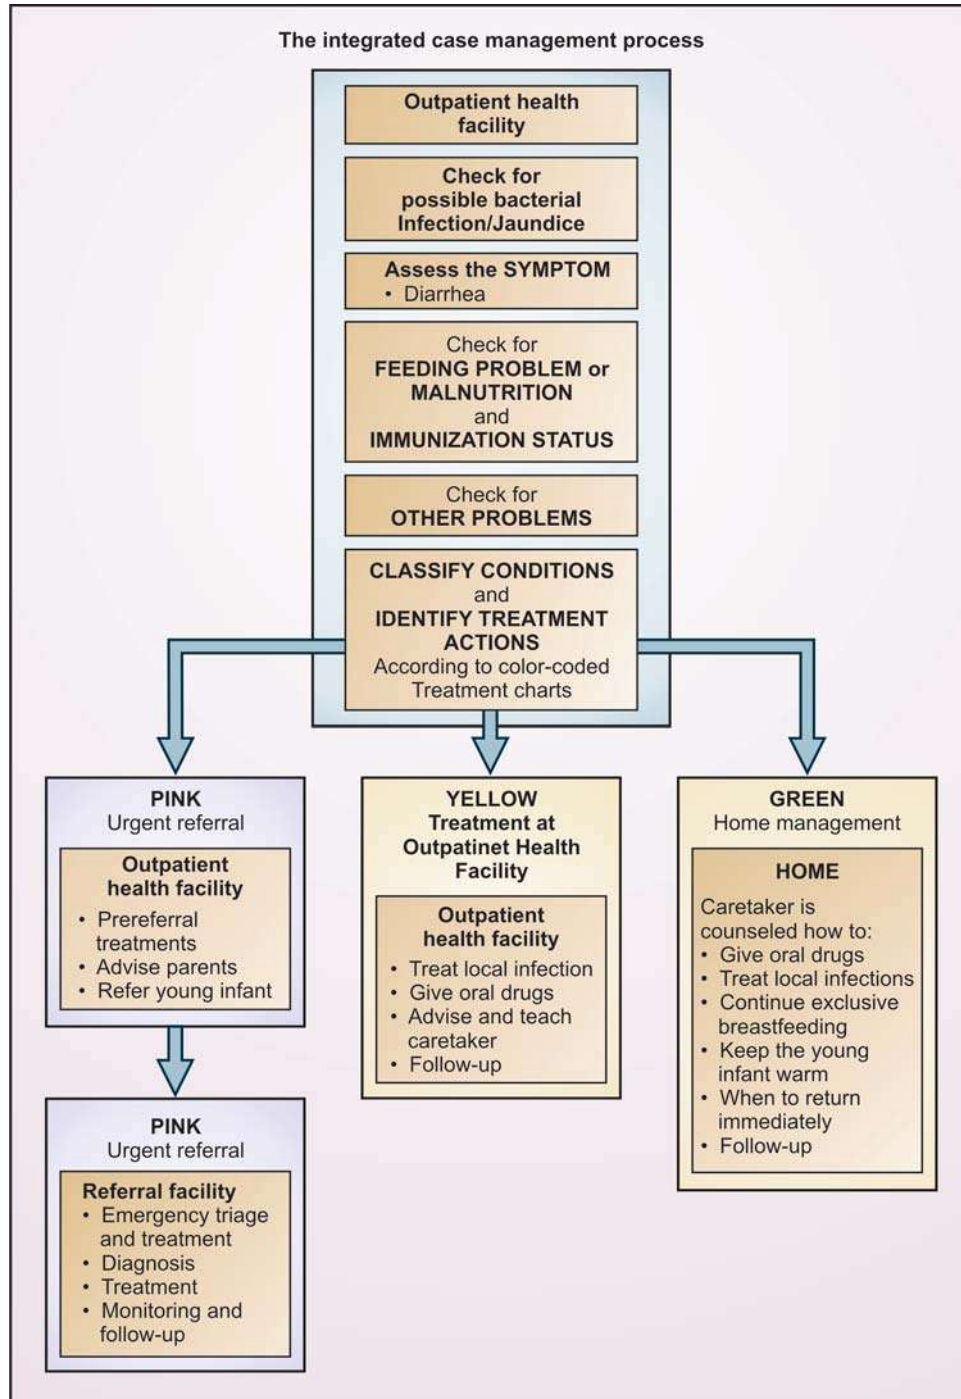 The integrated case management process
Outpatient health
facility
Check for
possible bacterial
Infection/Jaundice
Assess the SYMPTOM
• Diarrhea
Check for
FEEDING PROBLEM or
MALNUTRITION
and
IMMUNIZATION STATUS
Check for
OTHER PROBLEMS
CLASSIFY CONDITIONS
and
IDENTIFY TREATMENT
ACTIONS
According to color-coded
Treatment charts
PINK
Urgent referral
Outpatient
health facility
• Prereferral
treatments
• Advise parents
• Refer young infant
PINK
Urgent referral
Referral facility
• Emergency triage
and treatment
• Diagnosis
• Treatment
• Monitoring and
follow-up
YELLOW
Treatment at
Outpatinet Health
Facility
Outpatient
health facility
• Treat local infection
• Give oral drugs
• Advise and teach
caretaker
• Follow-up
GREEN
Home management
HOME
Caretaker is
counseled how to:
• Give oral drugs
• Treat local infections
• Continue exclusive
breastfeeding
• Keep the young
infant warm
• When to return
immediately
• Follow-up